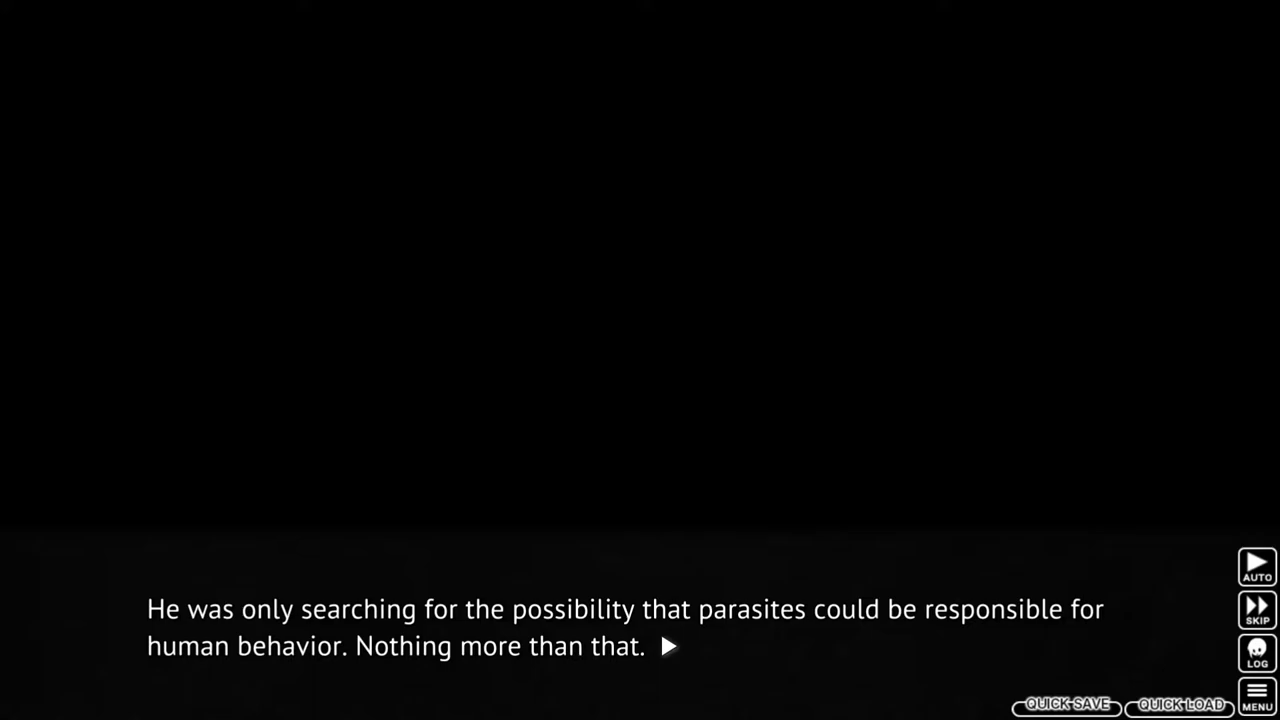 He was only searching for the possibility that parasites could be responsible for
human behavior. Nothing more than that.
AUTO
SKIP
LOG
MENU
QUICK SAVE QUICK LOAD